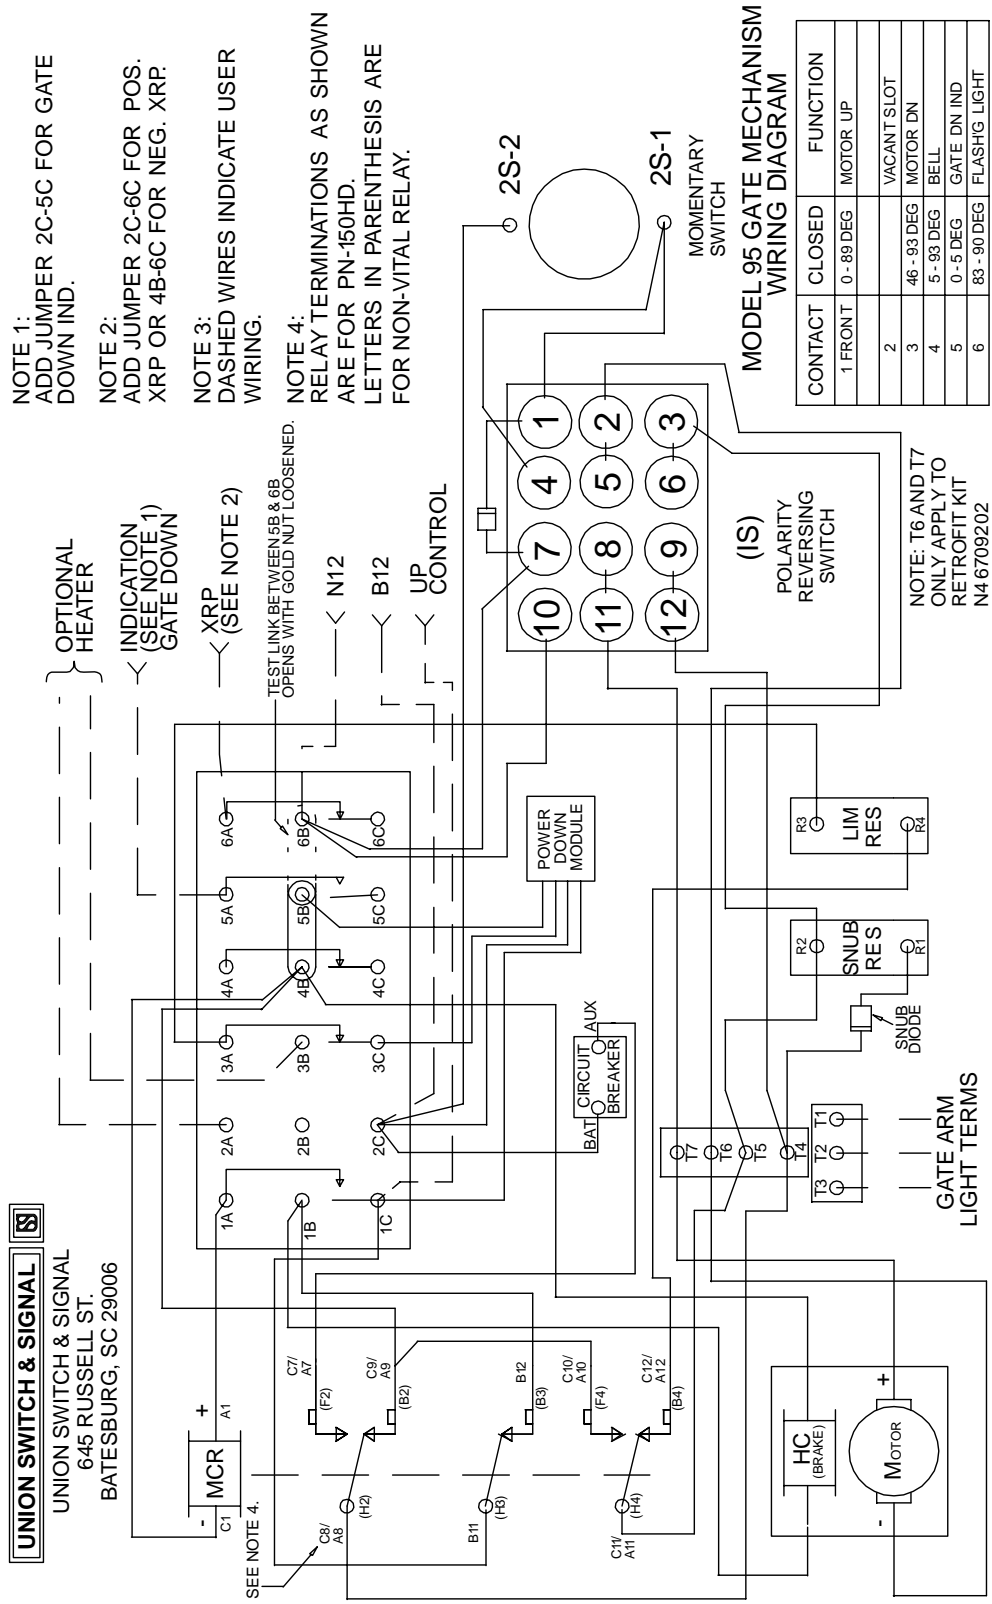 UNION SWITCH & SIGNAL
UNION SWITCH & SIGNAL
645 RUSSELL ST.
BATESBURG, SC 29006
NOTE 1:
ADD JUMPER 2C-5C FOR GATE
DOWN IND.
NOTE 2:
ADD JUMPER 2C-6C FOR POS.
XRP OR 4B-6C FOR NEG. XRP.
NOTE 3:
DASHED WIRES INDICATE USER
WIRING.
NOTE 4:
RELAY TERMINATIONS AS SHOWN
ARE FOR PN-150HD.
LETTERS IN PARENTHESIS ARE
FOR NON-VITAL RELAY.
OPTIONAL
HEATER
INDICATION
(SEE NOTE 1)
GATE DOWN
XRP
(SEE NOTE 2)
TEST LINK BETWEEN 5B & 6B
OPENS WITH GOLD NUT LOOSENED.
N12
B12
UP
CONTROL
1A
2A
3A
4A
5A
6A
1B
2B
3B
4B
5B
6B
1C
2C
3C
4C
5C
6C
SEE NOTE 4.
-
MCR
+
C1
A1
C8/
A8
(H2)
C7/
A7
(F2)
C9/
A9
(B2)
B11
(H3)
B12
(B3)
C10/
A10
(F4)
C11/
A11
(H4)
C12/
A12
(B4)
POWER
DOWN
MODULE
BAT
CIRCUIT
BREAKER
AUX
2S-2
2S-1
MOMENTARY
SWITCH
10
7
4
1
11
8
5
2
12
9
6
3
(IS)
POLARITY
REVERSING
SWITCH
T7
T6
T5
T4
T3
T2
T1
GATE ARM
LIGHT TERMS
SNUB
DIODE
R2
SNUB
RES
R1
R3
LIM
RES
R4
HC
(BRAKE)
-
MOTOR
+
NOTE: T6 AND T7
ONLY APPLY TO
RETROFIT KIT
N46709202
MODEL 95 GATE MECHANISM
WIRING DIAGRAM
CONTACT CLOSED FUNCTION
1 FRONT 0 - 89 DEG MOTOR UP
2 VACANT SLOT
3 46 - 93 DEG MOTOR DN
4 5 - 93 DEG BELL
5 0 - 5 DEG GATE DN IND
6 83 - 90 DEG FLASH'G LIGHT